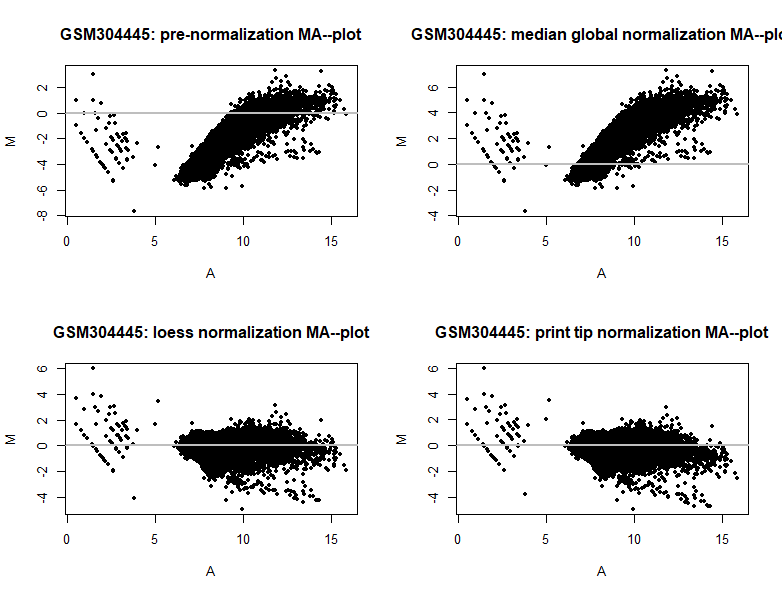 GSM304445: pre-normalization MA--plot
M
2
0
-2
-4
-6
-8
0 5 10 15
A
GSM304445: median global normalization MA--plo
M
6
4
2
0
-2
-4
0 5 10 15
A
GSM304445: loess normalization MA--plot
M
6
4
2
0
-2
-4
0 5 10 15
A
GSM304445: print tip normalization MA--plot
M
6
4
2
0
-2
-4
0 5 10 15
A